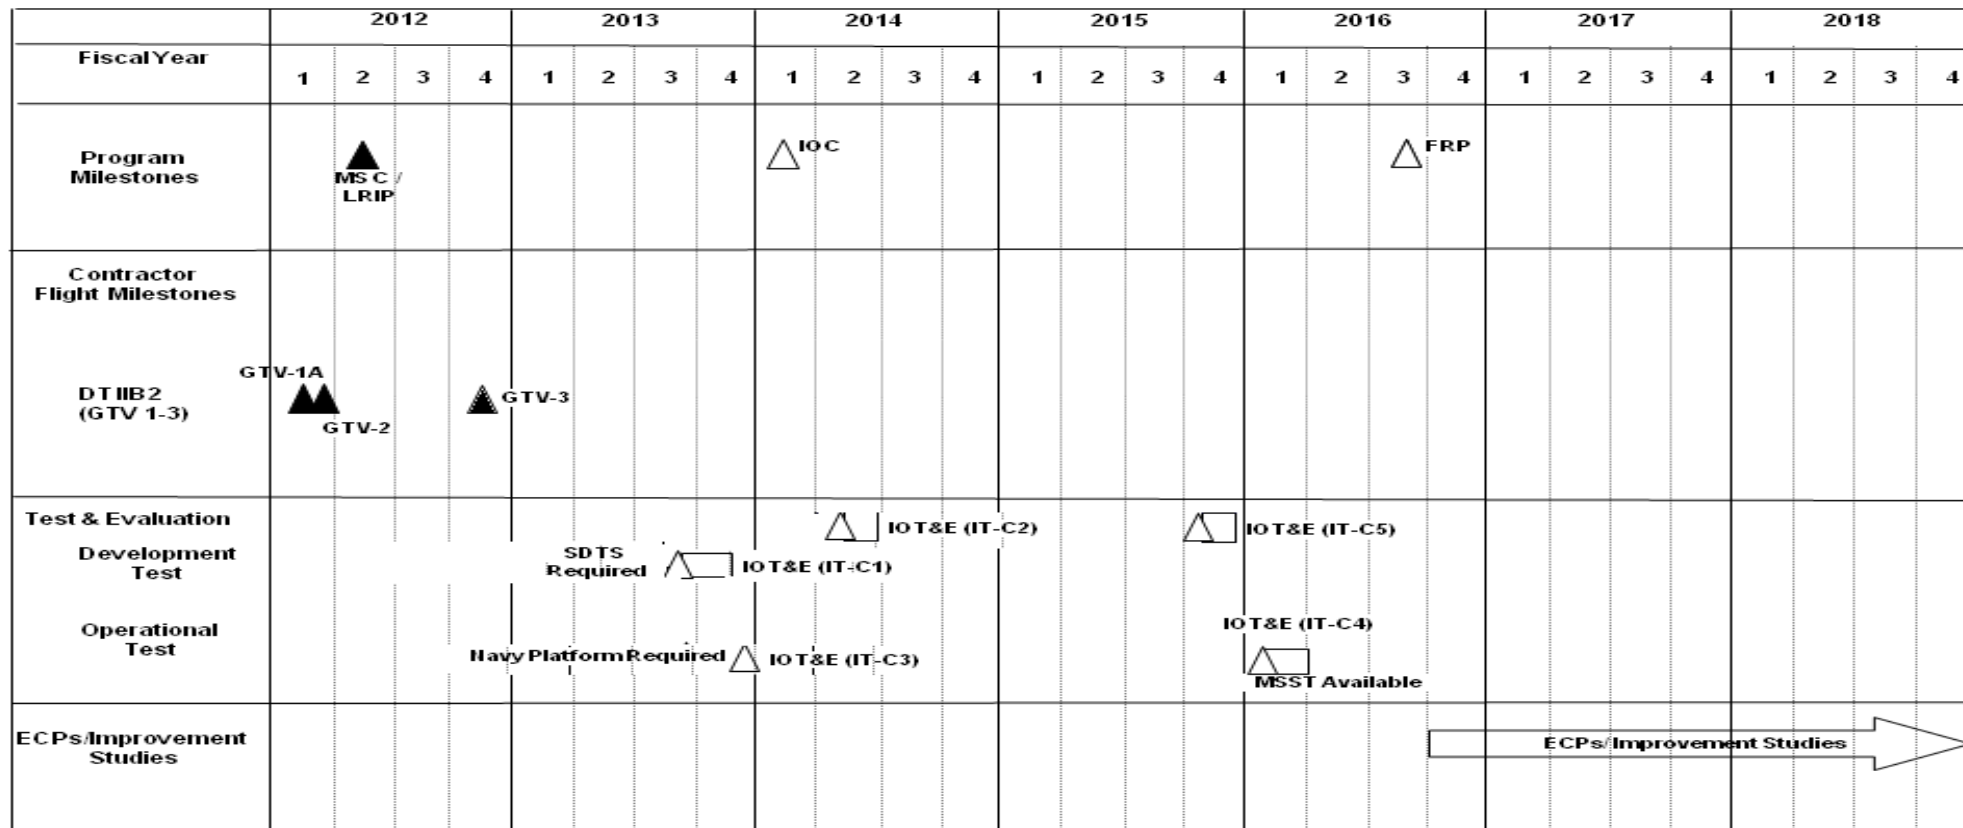 2012 2013 2014 2015 2016 2017 2018
Fiscal Year
1 2 3 4 1 2 3 4 1 2 3 4 1 2 3 4 1 2 3 4 1 2 3 4 1 2 3 4
Program
Milestones
MS C /
LRIP
IOC
FRP
Contractor
Flight Milestones
GTV-1A
DT IIB2
(GTV 1-3)
GTV-2
GTV-3
Test & Evaluation
IOT&E (IT-C2)
IOT&E (IT-C5)
Development
Test
SDTS
Required
IOT&E (IT-C1)
Operational
Test
IOT&E (IT-C4)
Navy Platform Required
IOT&E (IT-C3)
MSST Available
ECPs/Improvement
Studies
ECPs/Improvement Studies